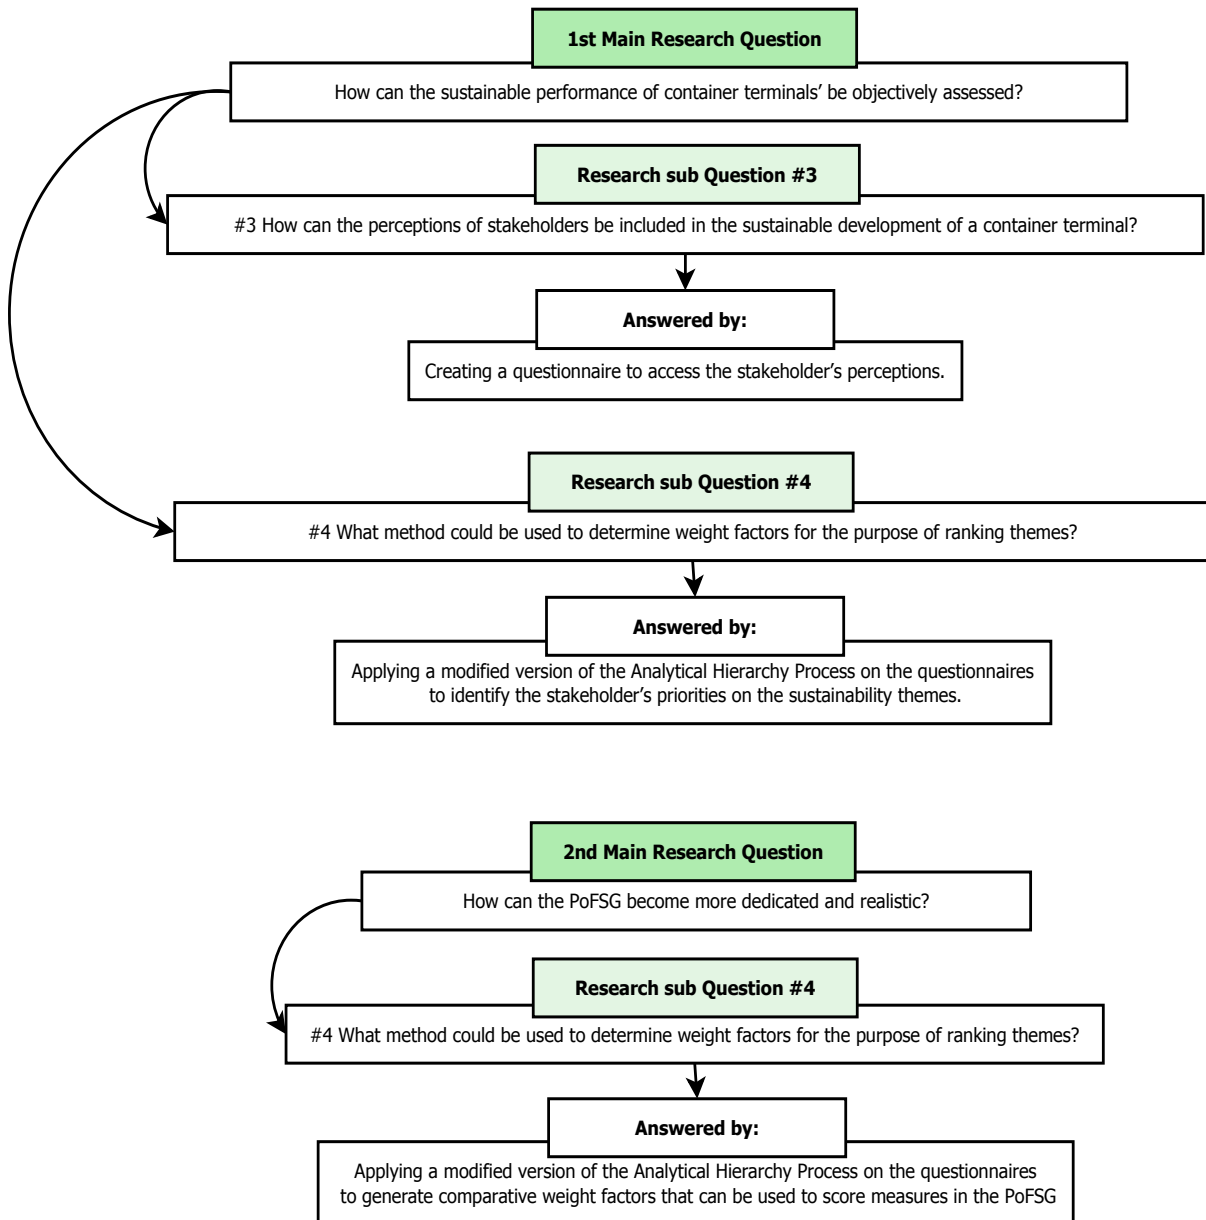 1st Main Research Question
How can the sustainable performance of container terminals’ be objectively assessed?
Research sub Question #3
#3 How can the perceptions of stakeholders be included in the sustainable development of a container terminal?
Answered by:
Creating a questionnaire to access the stakeholder’s perceptions.
Research sub Question #4
#4 What method could be used to determine weight factors for the purpose of ranking themes?
Answered by:
Applying a modified version of the Analytical Hierarchy Process on the questionnaires
to identify the stakeholder’s priorities on the sustainability themes.
2nd Main Research Question
How can the PoFSG become more dedicated and realistic?
Research sub Question #4
#4 What method could be used to determine weight factors for the purpose of ranking themes?
Answered by:
Applying a modified version of the Analytical Hierarchy Process on the questionnaires
to generate comparative weight factors that can be used to score measures in the PoFSG